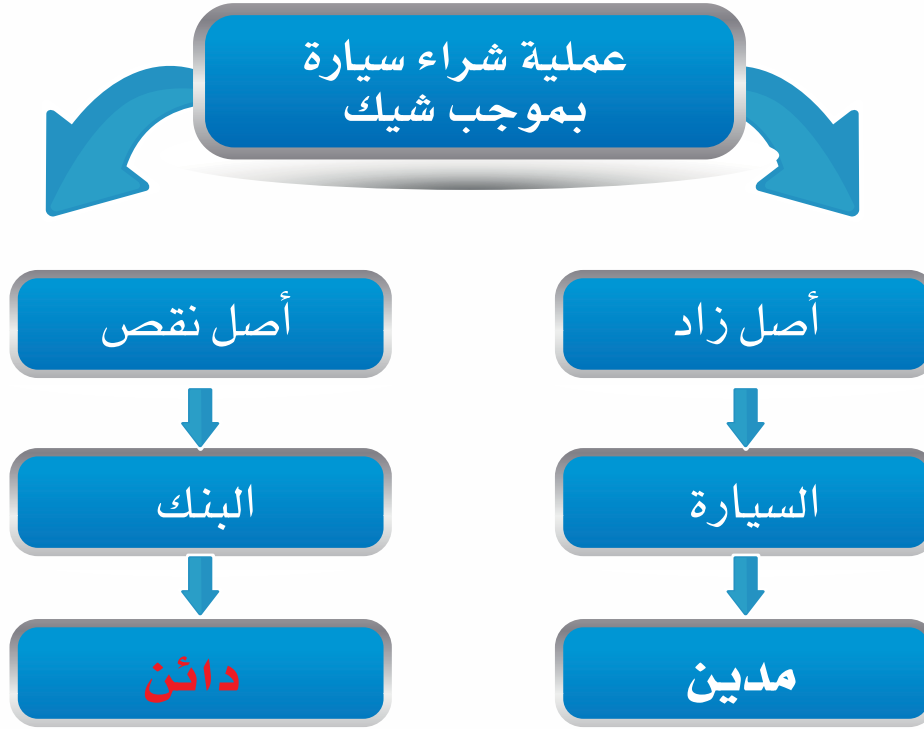 عملية شراء سيارة
بموجب شيك
أصل زاد
أصل نقص
السيارة
البنك
مدين
دائن